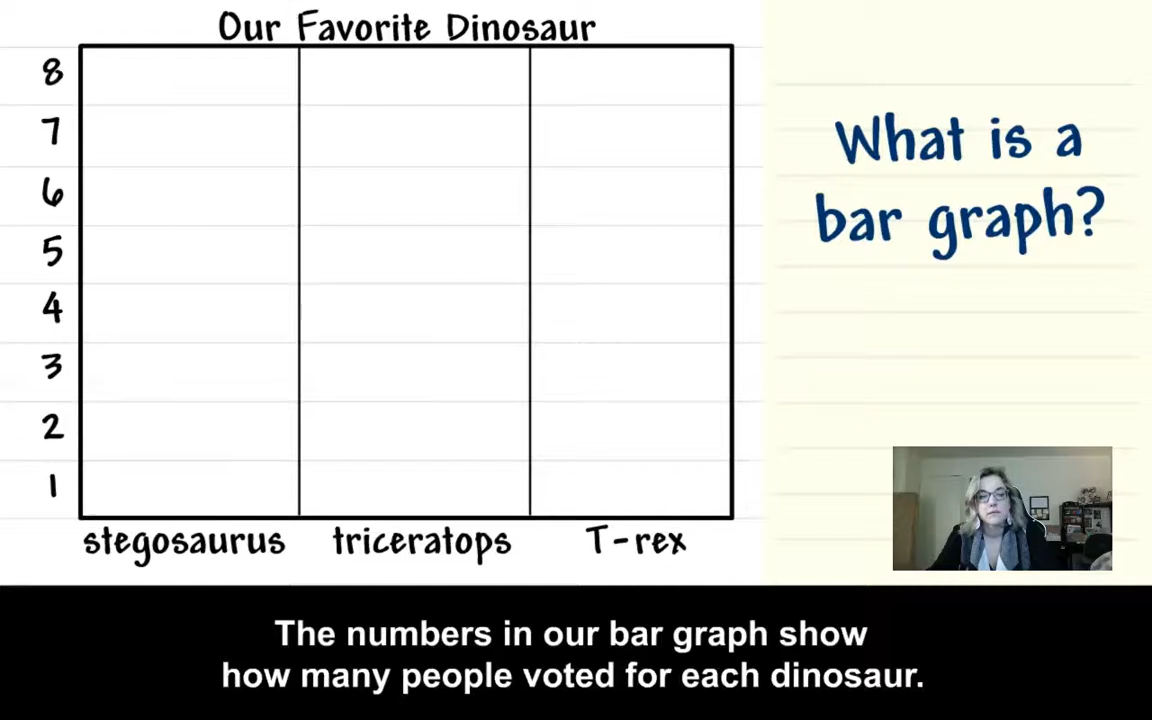 Our Favorite Dinosaur
8
7
6
5
4
3
2
1
stegosaurus triceratops T-rex
What is a
bar graph?
The numbers in our bar graph show
how many people voted for each dinosaur.